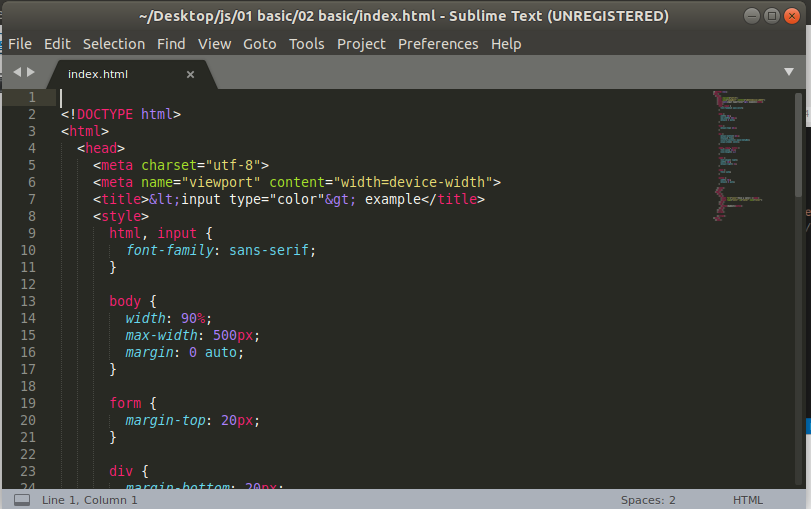 ~/Desktop/js/01 basic/02 basic/index.html - Sublime Text (UNREGISTERED)
File Edit Selection Find View Goto Tools Project Preferences Help
index.html
1
2 <!DOCTYPE html>
3 <html>
4 <head>
5 <meta charset="utf-8">
6 <meta name="viewport" content="width=device-width">
7 <title>&lt;input type="color"&gt; example</title>
8 <style>
9 html, input {
10 font-family: sans-serif;
11 }
12
13 body {
14 width: 90%;
15 max-width: 500px;
16 margin: 0 auto;
17 }
18
19 form {
20 margin-top: 20px;
21 }
22
23 div {
24 margin-bottom: 20px;
Line 1, Column 1 Spaces: 2 HTML